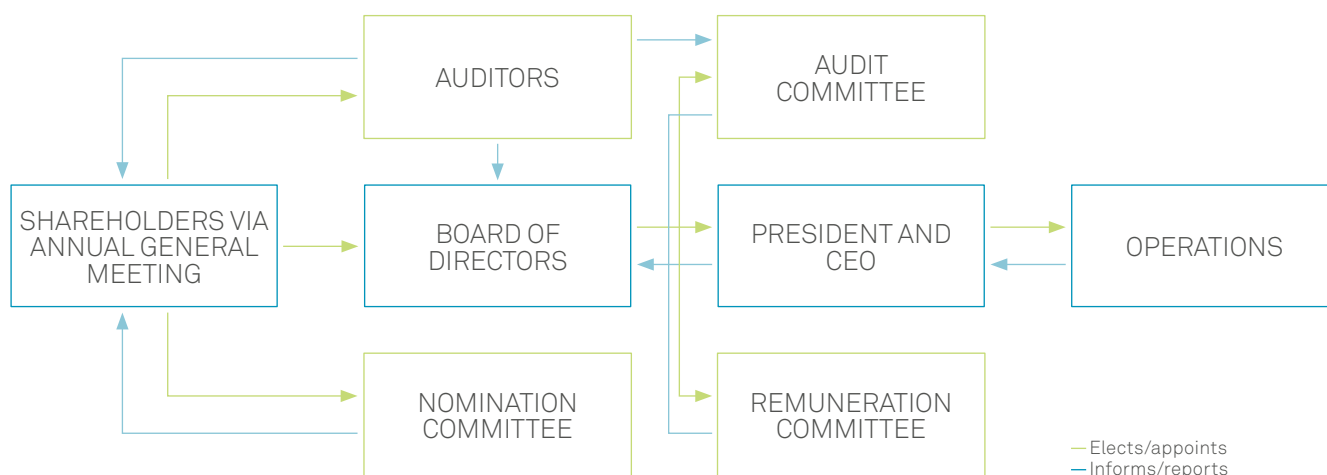 AUDITORS
AUDIT
COMMITTEE
SHAREHOLDERS VIA
ANNUAL GENERAL
MEETING
BOARD OF
DIRECTORS
PRESIDENT AND
CEO
OPERATIONS
NOMINATION
COMMITTEE
REMUNERATION
COMMITTEE
Elects/appoints
Informs/reports